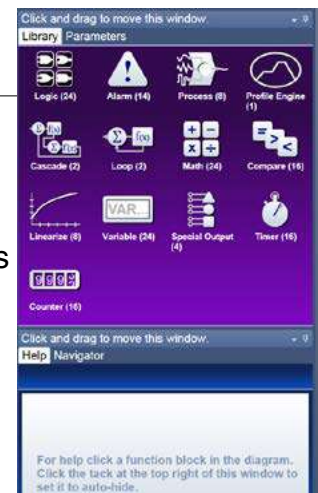 Click and drag to move this window.
Library Parameters
Logic (24) Alarm (14) Process (8) Profile Engine
(1)
Cascade (2) Loop (2) Math (24) Compare (16)
VAR...
Linearize (8) Variable (24) Special Output
(4) Timer (16)
s
Counter (16)
Click and drag to move this window.
Help Navigator
For help click a function block in the diagram.
Click the tack at the top right of this window to
set it to auto-hide.